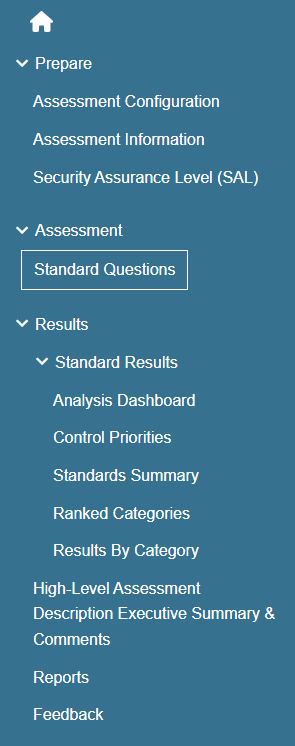 Prepare
Assessment Configuration
Assessment Information
Security Assurance Level (SAL)
Assessment
Standard Questions
Results
Standard Results
Analysis Dashboard
Control Priorities
Standards Summary
Ranked Categories
Results By Category
High-Level Assessment
Description Executive Summary &
Comments
Reports
Feedback